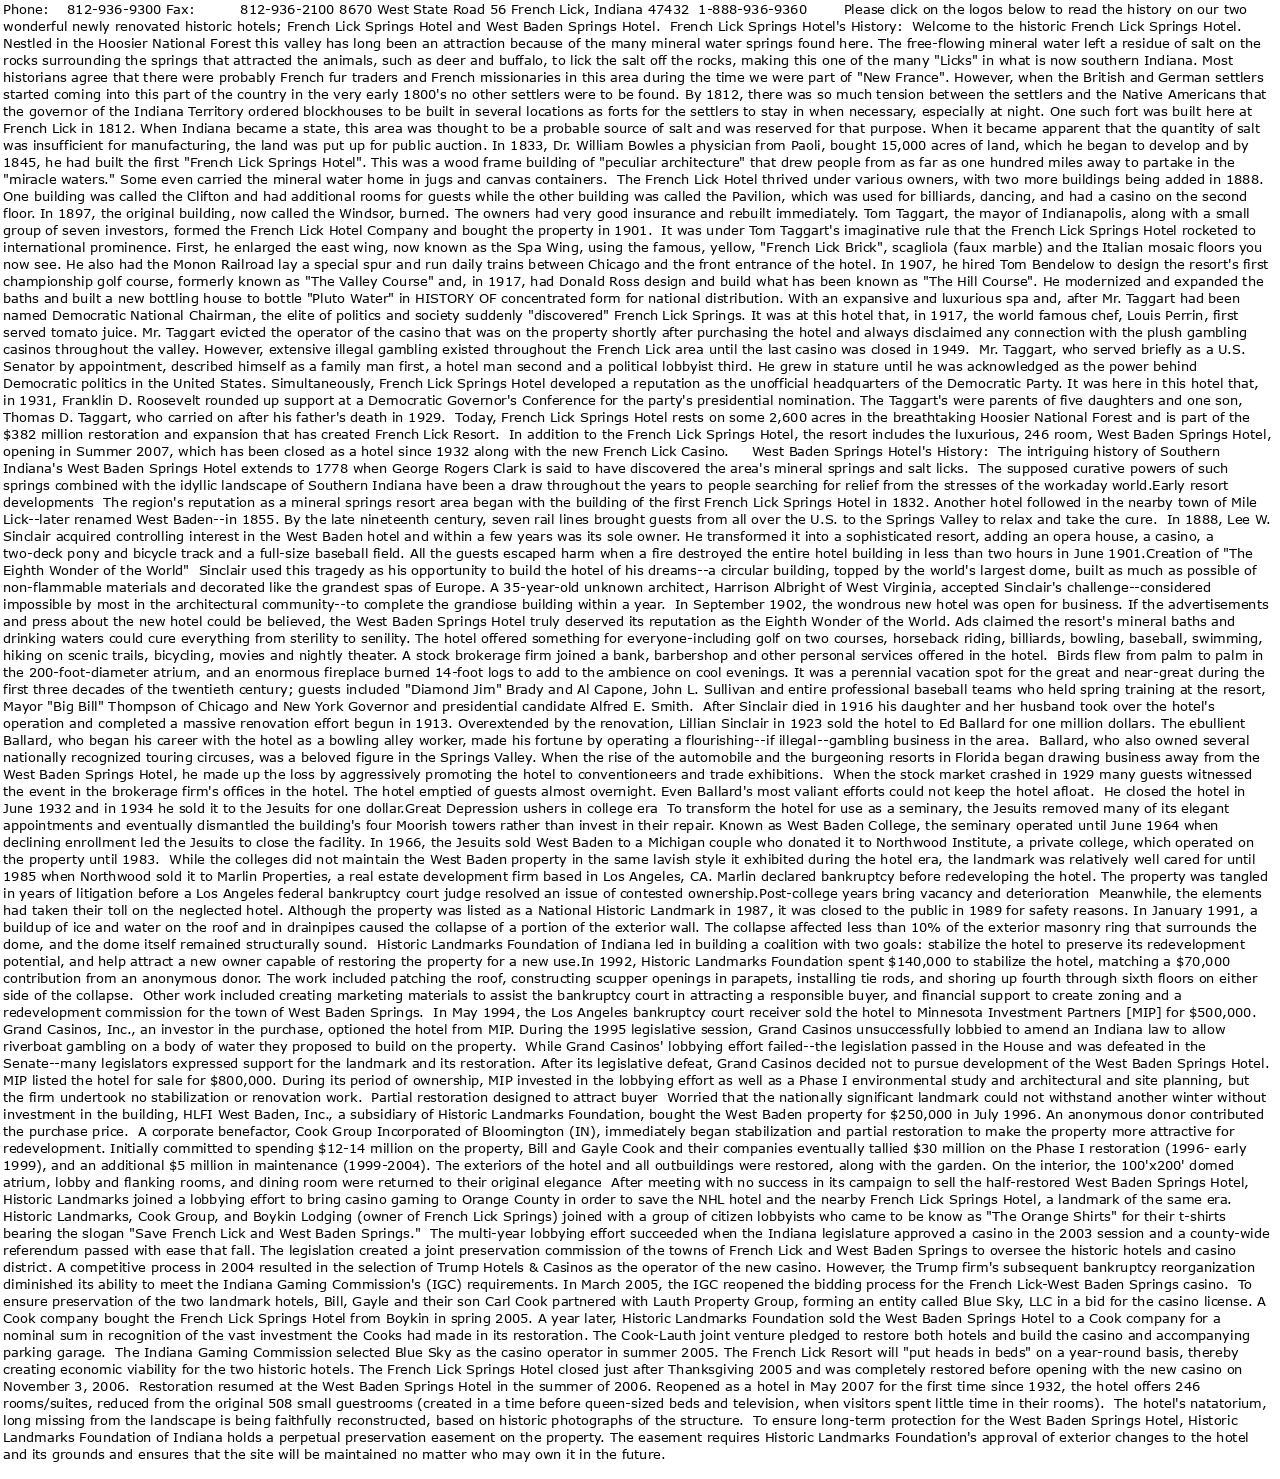 Phone: 812-936-9300 Fax: 812-936-2100 8670 West State Road 56 French Lick, Indiana 47432 1-888-936-9360 Please click on the logos below to read the history on our two
wonderful newly renovated historic hotels; French Lick Springs Hotel and West Baden Springs Hotel. French Lick Springs Hotel's History: Welcome to the historic French Lick Springs Hotel.
Nestled in the Hoosier National Forest this valley has long been an attraction because of the many mineral water springs found here. The free-flowing mineral water left a residue of salt on the
rocks surrounding the springs that attracted the animals, such as deer and buffalo, to lick the salt off the rocks, making this one of the many "Licks" in what is now southern Indiana. Most
historians agree that there were probably French fur traders and French missionaries in this area during the time we were part of "New France". However, when the British and German settlers
started coming into this part of the country in the very early 1800's no other settlers were to be found. By 1812, there was so much tension between the settlers and the Native Americans that
the governor of the Indiana Territory ordered blockhouses to be built in several locations as forts for the settlers to stay in when necessary, especially at night. One such fort was built here at
French Lick in 1812. When Indiana became a state, this area was thought to be a probable source of salt and was reserved for that purpose. When it became apparent that the quantity of salt
was insufficient for manufacturing, the land was put up for public auction. In 1833, Dr. William Bowles a physician from Paoli, bought 15,000 acres of land, which he began to develop and by
1845, he had built the first "French Lick Springs Hotel". This was a wood frame building of "peculiar architecture" that drew people from as far as one hundred miles away to partake in the
"miracle waters." Some even carried the mineral water home in jugs and canvas containers. The French Lick Hotel thrived under various owners, with two more buildings being added in 1888.
One building was called the Clifton and had additional rooms for guests while the other building was called the Pavilion, which was used for billiards, dancing, and had a casino on the second
floor. In 1897, the original building, now called the Windsor, burned. The owners had very good insurance and rebuilt immediately. Tom Taggart, the mayor of Indianapolis, along with a small
group of seven investors, formed the French Lick Hotel Company and bought the property in 1901. It was under Tom Taggart's imaginative rule that the French Lick Springs Hotel rocketed to
international prominence. First, he enlarged the east wing, now known as the Spa Wing, using the famous, yellow, "French Lick Brick", scagliola (faux marble) and the Italian mosaic floors you
now see. He also had the Monon Railroad lay a special spur and run daily trains between Chicago and the front entrance of the hotel. In 1907, he hired Tom Bendelow to design the resort's first
championship golf course, formerly known as "The Valley Course" and, in 1917, had Donald Ross design and build what has been known as "The Hill Course". He modernized and expanded the
baths and built a new bottling house to bottle "Pluto Water" in HISTORY OF concentrated form for national distribution. With an expansive and luxurious spa and, after Mr. Taggart had been
named Democratic National Chairman, the elite of politics and society suddenly "discovered" French Lick Springs. It was at this hotel that, in 1917, the world famous chef, Louis Perrin, first
served tomato juice. Mr. Taggart evicted the operator of the casino that was on the property shortly after purchasing the hotel and always disclaimed any connection with the plush gambling
casinos throughout the valley. However, extensive illegal gambling existed throughout the French Lick area until the last casino was closed in 1949. Mr. Taggart, who served briefly as a U.S.
Senator by appointment, described himself as a family man first, a hotel man second and a political lobbyist third. He grew in stature until he was acknowledged as the power behind
Democratic politics in the United States. Simultaneously, French Lick Springs Hotel developed a reputation as the unofficial headquarters of the Democratic Party. It was here in this hotel that,
in 1931, Franklin D. Roosevelt rounded up support at a Democratic Governor's Conference for the party's presidential nomination. The Taggart's were parents of five daughters and one son,
Thomas D. Taggart, who carried on after his father's death in 1929. Today, French Lick Springs Hotel rests on some 2,600 acres in the breathtaking Hoosier National Forest and is part of the
$382 million restoration and expansion that has created French Lick Resort. In addition to the French Lick Springs Hotel, the resort includes the luxurious, 246 room, West Baden Springs Hotel,
opening in Summer 2007, which has been closed as a hotel since 1932 along with the new French Lick Casino. West Baden Springs Hotel's History: The intriguing history of Southern
Indiana's West Baden Springs Hotel extends to 1778 when George Rogers Clark is said to have discovered the area's mineral springs and salt licks. The supposed curative powers of such
springs combined with the idyllic landscape of Southern Indiana have been a draw throughout the years to people searching for relief from the stresses of the workaday world.Early resort
developments The region's reputation as a mineral springs resort area began with the building of the first French Lick Springs Hotel in 1832. Another hotel followed in the nearby town of Mile
Lick--later renamed West Baden--in 1855. By the late nineteenth century, seven rail lines brought guests from all over the U.S. to the Springs Valley to relax and take the cure. In 1888, Lee W.
Sinclair acquired controlling interest in the West Baden hotel and within a few years was its sole owner. He transformed it into a sophisticated resort, adding an opera house, a casino, a
two-deck pony and bicycle track and a full-size baseball field. All the guests escaped harm when a fire destroyed the entire hotel building in less than two hours in June 1901.Creation of "The
Eighth Wonder of the World" Sinclair used this tragedy as his opportunity to build the hotel of his dreams--a circular building, topped by the world's largest dome, built as much as possible of
non-flammable materials and decorated like the grandest spas of Europe. A 35-year-old unknown architect, Harrison Albright of West Virginia, accepted Sinclair's challenge--considered
impossible by most in the architectural community--to complete the grandiose building within a year. In September 1902, the wondrous new hotel was open for business. If the advertisements
and press about the new hotel could be believed, the West Baden Springs Hotel truly deserved its reputation as the Eighth Wonder of the World. Ads claimed the resort's mineral baths and
drinking waters could cure everything from sterility to senility. The hotel offered something for everyone-including golf on two courses, horseback riding, billiards, bowling, baseball, swimming,
hiking on scenic trails, bicycling, movies and nightly theater. A stock brokerage firm joined a bank, barbershop and other personal services offered in the hotel. Birds flew from palm to palm in
the 200-foot-diameter atrium, and an enormous fireplace burned 14-foot logs to add to the ambience on cool evenings. It was a perennial vacation spot for the great and near-great during the
first three decades of the twentieth century; guests included "Diamond Jim" Brady and Al Capone, John L. Sullivan and entire professional baseball teams who held spring training at the resort,
Mayor "Big Bill" Thompson of Chicago and New York Governor and presidential candidate Alfred E. Smith. After Sinclair died in 1916 his daughter and her husband took over the hotel's
operation and completed a massive renovation effort begun in 1913. Overextended by the renovation, Lillian Sinclair in 1923 sold the hotel to Ed Ballard for one million dollars. The ebullient
Ballard, who began his career with the hotel as a bowling alley worker, made his fortune by operating a flourishing--if illegal--gambling business in the area. Ballard, who also owned several
nationally recognized touring circuses, was a beloved figure in the Springs Valley. When the rise of the automobile and the burgeoning resorts in Florida began drawing business away from the
West Baden Springs Hotel, he made up the loss by aggressively promoting the hotel to conventioneers and trade exhibitions. When the stock market crashed in 1929 many guests witnessed
the event in the brokerage firm's offices in the hotel. The hotel emptied of guests almost overnight. Even Ballard's most valiant efforts could not keep the hotel afloat. He closed the hotel in
June 1932 and in 1934 he sold it to the Jesuits for one dollar.Great Depression ushers in college era To transform the hotel for use as a seminary, the Jesuits removed many of its elegant
appointments and eventually dismantled the building's four Moorish towers rather than invest in their repair. Known as West Baden College, the seminary operated until June 1964 when
declining enrollment led the Jesuits to close the facility. In 1966, the Jesuits sold West Baden to a Michigan couple who donated it to Northwood Institute, a private college, which operated on
the property until 1983. While the colleges did not maintain the West Baden property in the same lavish style it exhibited during the hotel era, the landmark was relatively well cared for until
1985 when Northwood sold it to Marlin Properties, a real estate development firm based in Los Angeles, CA. Marlin declared bankruptcy before redeveloping the hotel. The property was tangled
in years of litigation before a Los Angeles federal bankruptcy court judge resolved an issue of contested ownership.Post-college years bring vacancy and deterioration Meanwhile, the elements
had taken their toll on the neglected hotel. Although the property was listed as a National Historic Landmark in 1987, it was closed to the public in 1989 for safety reasons. In January 1991, a
buildup of ice and water on the roof and in drainpipes caused the collapse of a portion of the exterior wall. The collapse affected less than 10% of the exterior masonry ring that surrounds the
dome, and the dome itself remained structurally sound. Historic Landmarks Foundation of Indiana led in building a coalition with two goals: stabilize the hotel to preserve its redevelopment
potential, and help attract a new owner capable of restoring the property for a new use.In 1992, Historic Landmarks Foundation spent $140,000 to stabilize the hotel, matching a $70,000
contribution from an anonymous donor. The work included patching the roof, constructing scupper openings in parapets, installing tie rods, and shoring up fourth through sixth floors on either
side of the collapse. Other work included creating marketing materials to assist the bankruptcy court in attracting a responsible buyer, and financial support to create zoning and a
redevelopment commission for the town of West Baden Springs. In May 1994, the Los Angeles bankruptcy court receiver sold the hotel to Minnesota Investment Partners [MIP] for $500,000.
Grand Casinos, Inc., an investor in the purchase, optioned the hotel from MIP. During the 1995 legislative session, Grand Casinos unsuccessfully lobbied to amend an Indiana law to allow
riverboat gambling on a body of water they proposed to build on the property. While Grand Casinos' lobbying effort failed--the legislation passed in the House and was defeated in the
Senate--many legislators expressed support for the landmark and its restoration. After its legislative defeat, Grand Casinos decided not to pursue development of the West Baden Springs Hotel.
MIP listed the hotel for sale for $800,000. During its period of ownership, MIP invested in the lobbying effort as well as a Phase I environmental study and architectural and site planning, but
the firm undertook no stabilization or renovation work. Partial restoration designed to attract buyer Worried that the nationally significant landmark could not withstand another winter without
investment in the building, HLFI West Baden, Inc., a subsidiary of Historic Landmarks Foundation, bought the West Baden property for $250,000 in July 1996. An anonymous donor contributed
the purchase price. A corporate benefactor, Cook Group Incorporated of Bloomington (IN), immediately began stabilization and partial restoration to make the property more attractive for
redevelopment. Initially committed to spending $12-14 million on the property, Bill and Gayle Cook and their companies eventually tallied $30 million on the Phase I restoration (1996- early
1999), and an additional $5 million in maintenance (1999-2004). The exteriors of the hotel and all outbuildings were restored, along with the garden. On the interior, the 100'x200' domed
atrium, lobby and flanking rooms, and dining room were returned to their original elegance After meeting with no success in its campaign to sell the half-restored West Baden Springs Hotel,
Historic Landmarks joined a lobbying effort to bring casino gaming to Orange County in order to save the NHL hotel and the nearby French Lick Springs Hotel, a landmark of the same era.
Historic Landmarks, Cook Group, and Boykin Lodging (owner of French Lick Springs) joined with a group of citizen lobbyists who came to be know as "The Orange Shirts" for their t-shirts
bearing the slogan "Save French Lick and West Baden Springs." The multi-year lobbying effort succeeded when the Indiana legislature approved a casino in the 2003 session and a county-wide
referendum passed with ease that fall. The legislation created a joint preservation commission of the towns of French Lick and West Baden Springs to oversee the historic hotels and casino
district. A competitive process in 2004 resulted in the selection of Trump Hotels & Casinos as the operator of the new casino. However, the Trump firm's subsequent bankruptcy reorganization
diminished its ability to meet the Indiana Gaming Commission's (IGC) requirements. In March 2005, the IGC reopened the bidding process for the French Lick-West Baden Springs casino. To
ensure preservation of the two landmark hotels, Bill, Gayle and their son Carl Cook partnered with Lauth Property Group, forming an entity called Blue Sky, LLC in a bid for the casino license. A
Cook company bought the French Lick Springs Hotel from Boykin in spring 2005. A year later, Historic Landmarks Foundation sold the West Baden Springs Hotel to a Cook company for a
nominal sum in recognition of the vast investment the Cooks had made in its restoration. The Cook-Lauth joint venture pledged to restore both hotels and build the casino and accompanying
parking garage. The Indiana Gaming Commission selected Blue Sky as the casino operator in summer 2005. The French Lick Resort will "put heads in beds" on a year-round basis, thereby
creating economic viability for the two historic hotels. The French Lick Springs Hotel closed just after Thanksgiving 2005 and was completely restored before opening with the new casino on
November 3, 2006. Restoration resumed at the West Baden Springs Hotel in the summer of 2006. Reopened as a hotel in May 2007 for the first time since 1932, the hotel offers 246
rooms/suites, reduced from the original 508 small guestrooms (created in a time before queen-sized beds and television, when visitors spent little time in their rooms). The hotel's natatorium,
long missing from the landscape is being faithfully reconstructed, based on historic photographs of the structure. To ensure long-term protection for the West Baden Springs Hotel, Historic
Landmarks Foundation of Indiana holds a perpetual preservation easement on the property. The easement requires Historic Landmarks Foundation's approval of exterior changes to the hotel
and its grounds and ensures that the site will be maintained no matter who may own it in the future.